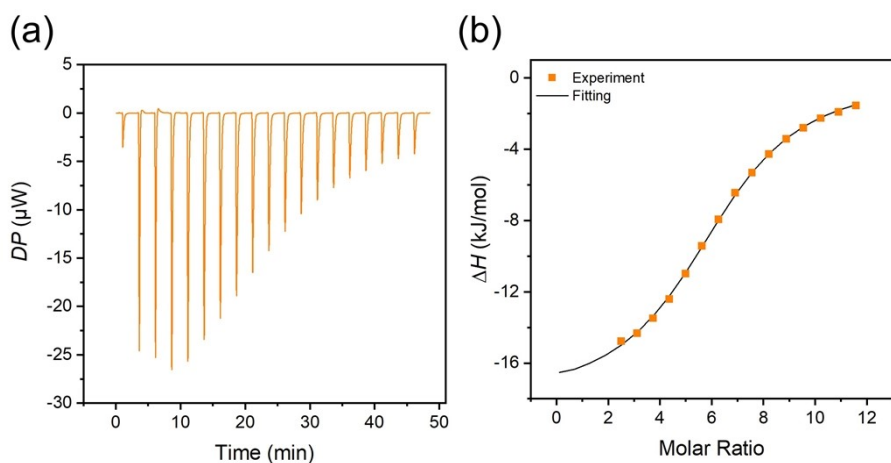 (a)
5
0
-5
-10
-15
-20
-25
-30
DP (µW)
0 10 20 30 40 50
Time (min)
(b)
Experiment
Fitting
0
-4
-8
-12
-16
ΔH (kJ/mol)
0 2 4 6 8 10 12
Molar Ratio